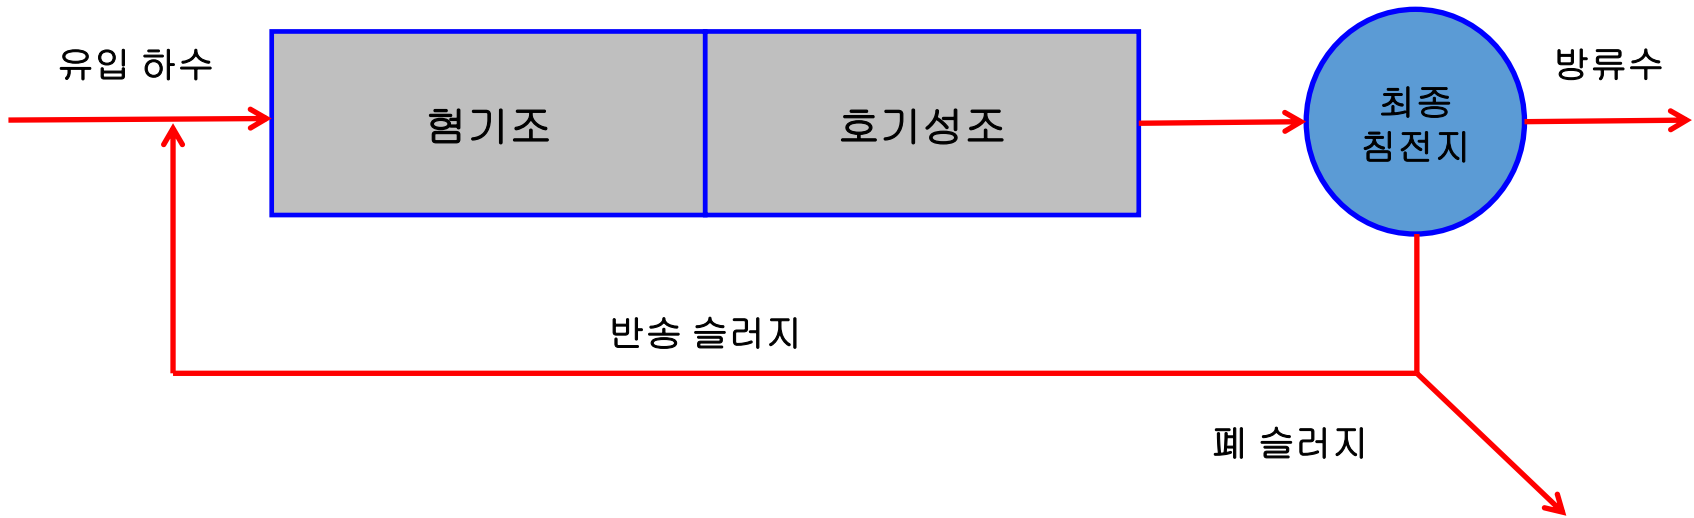 유입 하수
혐기조
호기성조
최종
침전지
방류수
반송 슬러지
폐 슬러지